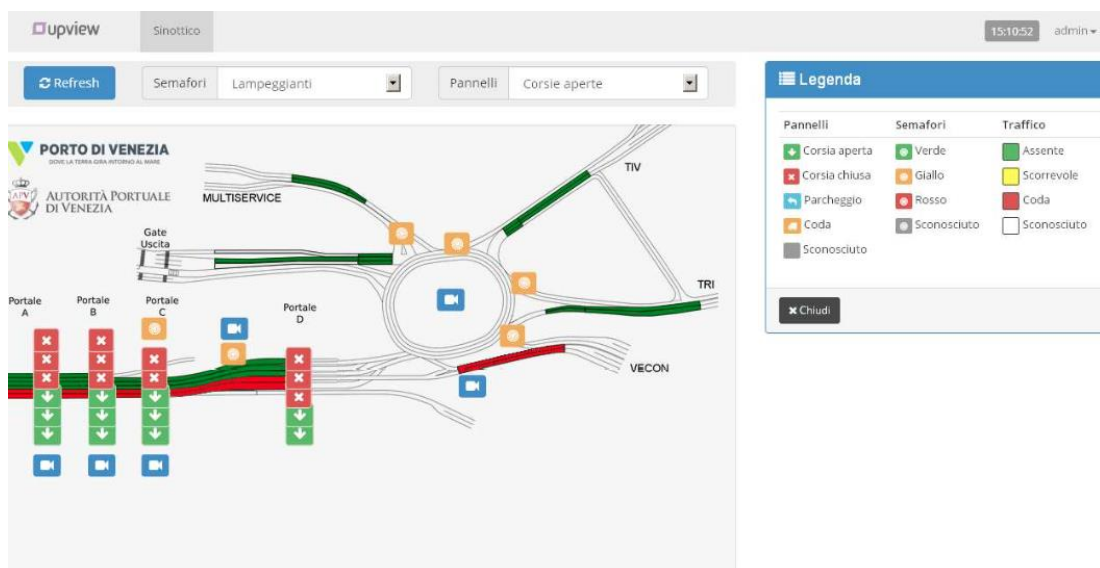 upview
Sinottico
15:10:52
admin
Refresh
Semafori
Lampeggianti
Pannelli
Corsie aperte
Legenda
Pannelli Semafori Traffico
Corsia aperta Verde Assente
Corsia chiusa Giallo Scorrevole
Parcheggio Rosso Coda
Coda Sconosciuto Sconosciuto
Sconosciuto
Chiudi
PORTO DI VENEZIA
DOVE LA TERRA GIRA INTORNO AL MARE
APV
AUTORITÀ PORTUALE
DI VENEZIA
MULTISERVICE
TIV
Gate
Uscita
TRI
Portale
A
Portale
B
Portale
C
Portale
D
VECON